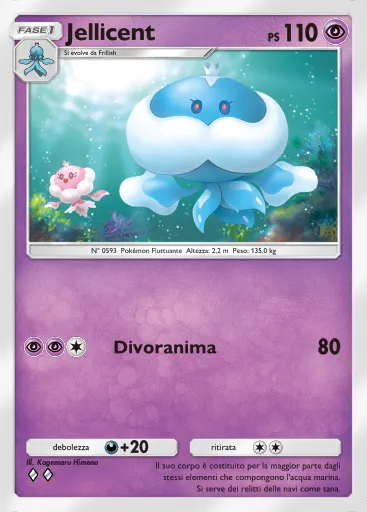 FASE 1
Jellicent
PS 110
Si evolve da Frillish
N° 0593 Pokémon Fluttuante Altezza: 2,2 m Peso: 135,0 kg
Divoranima 80
debolezza +20
ritirata
Ill. Kagemaru Himeno
Il suo corpo è costituito per la maggior parte dagli
stessi elementi che compongono l'acqua marina.
Si serve dei relitti delle navi come tana.